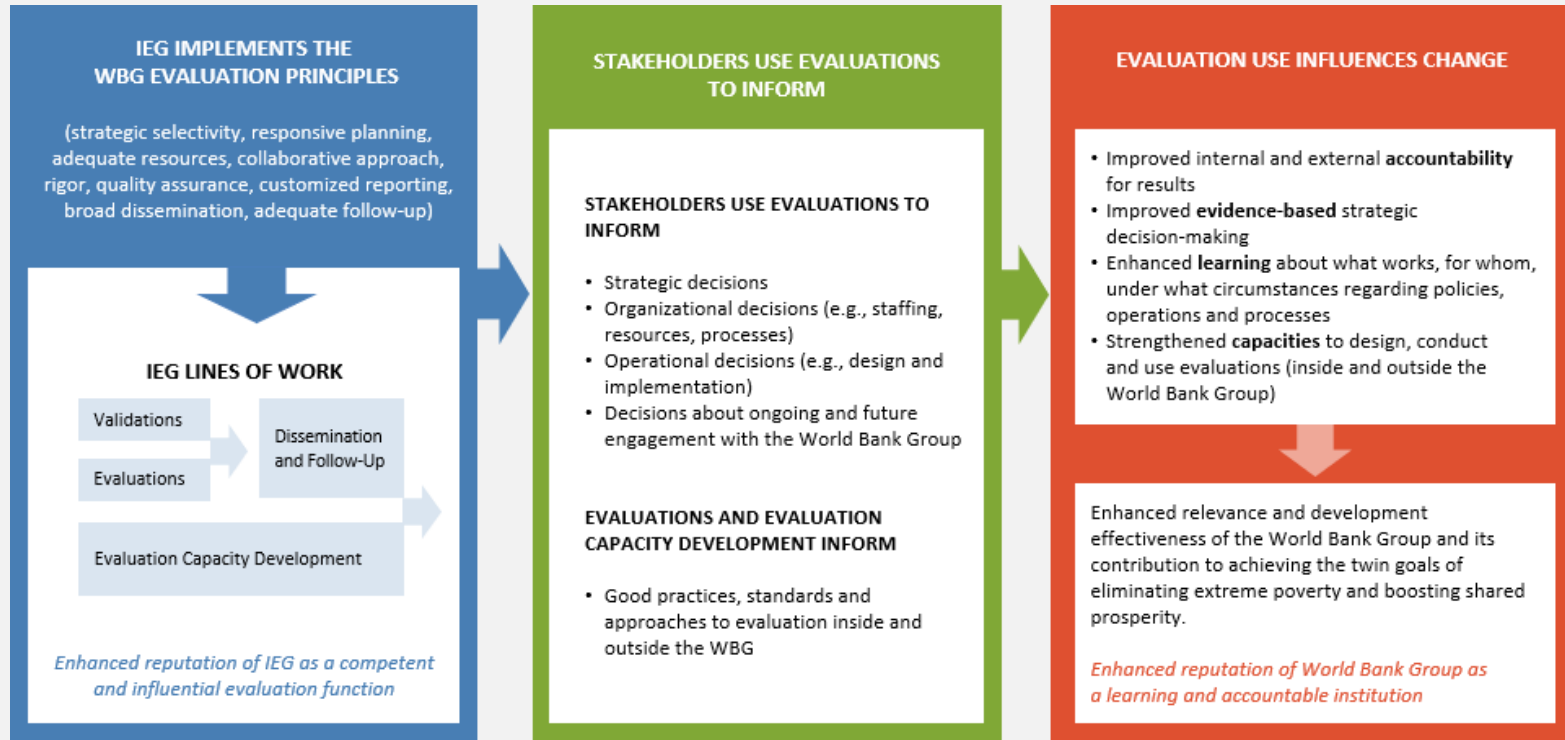 IEG IMPLEMENTS THE
WBG EVALUATION PRINCIPLES
(strategic selectivity, responsive planning,
adequate resources, collaborative approach,
rigor, quality assurance, customized reporting,
broad dissemination, adequate follow-up)
IEG LINES OF WORK
Validations
Evaluations
Dissemination
and Follow-Up
Evaluation Capacity Development
Enhanced reputation of IEG as a competent
and influential evaluation function
STAKEHOLDERS USE EVALUATIONS
TO INFORM
STAKEHOLDERS USE EVALUATIONS TO
INFORM
• Strategic decisions
• Organizational decisions (e.g., staffing,
resources, processes)
• Operational decisions (e.g., design and
implementation)
• Decisions about ongoing and future
engagement with the World Bank Group
EVALUATIONS AND EVALUATION
CAPACITY DEVELOPMENT INFORM
• Good practices, standards and
approaches to evaluation inside and
outside the WBG
EVALUATION USE INFLUENCES CHANGE
• Improved internal and external accountability
for results
• Improved evidence-based strategic
decision-making
• Enhanced learning about what works, for whom,
under what circumstances regarding policies,
operations and processes
• Strengthened capacities to design, conduct
and use evaluations (inside and outside the
World Bank Group)
Enhanced relevance and development
effectiveness of the World Bank Group and its
contribution to achieving the twin goals of
eliminating extreme poverty and boosting shared
prosperity.
Enhanced reputation of World Bank Group as
a learning and accountable institution